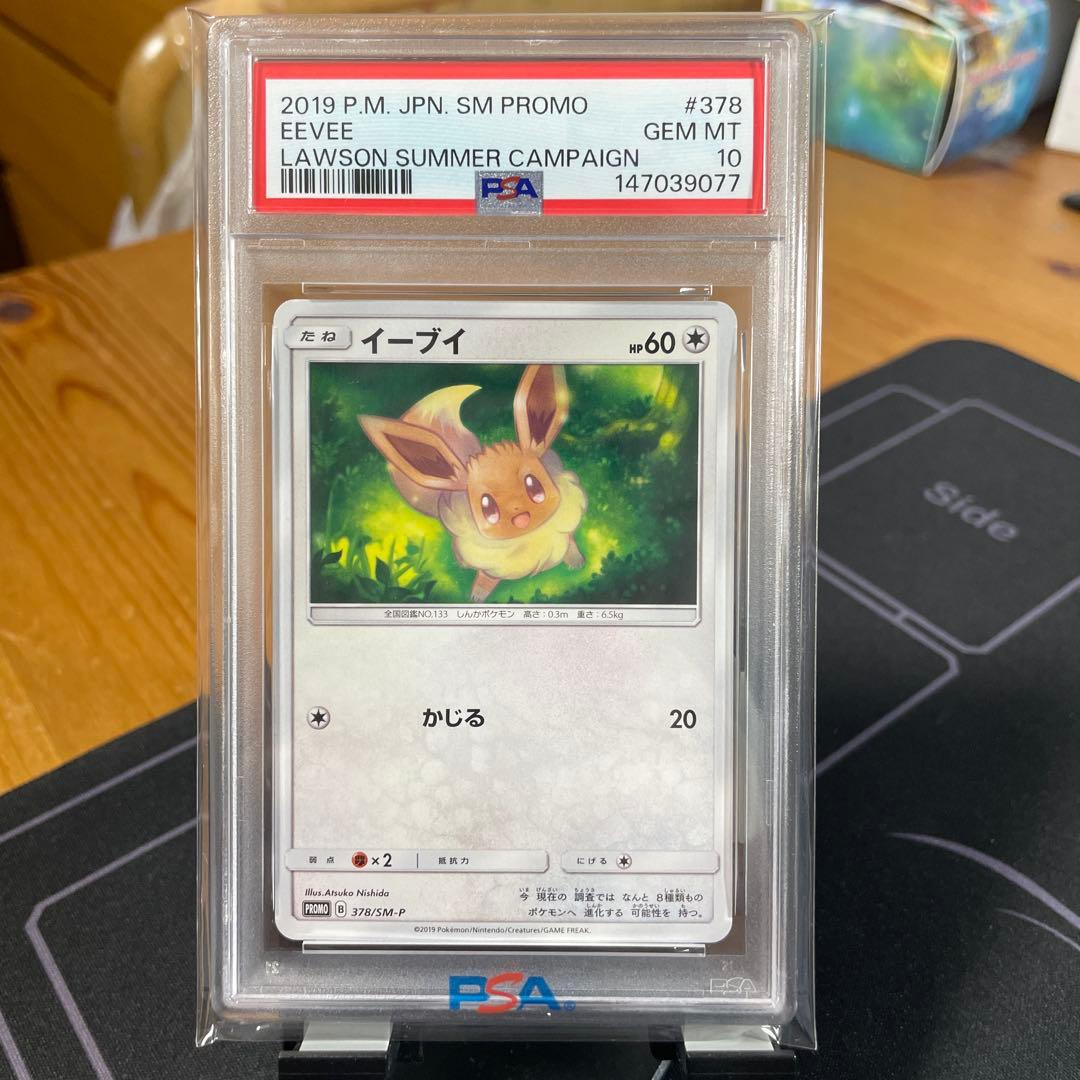 2019 P.M. JPN. SM PROMO #378
EEVEE GEM MT
LAWSON SUMMER CAMPAIGN 10
PSA 147039077
たね イーブイ HP60
全国図鑑NO.133 しんかポケモン 高さ:0.3m 重さ:6.5kg
かじる 20
弱点 ×2 抵抗力 にげる
Illus.Atsuko Nishida
今 現在の 調査では なんと 8種類もの
ポケモンへ 進化する 可能性を 持つ。
PROMO B 378/SM-P
©2019 Pokémon/Nintendo/Creatures/GAME FREAK.
PSA®
PSA
Side